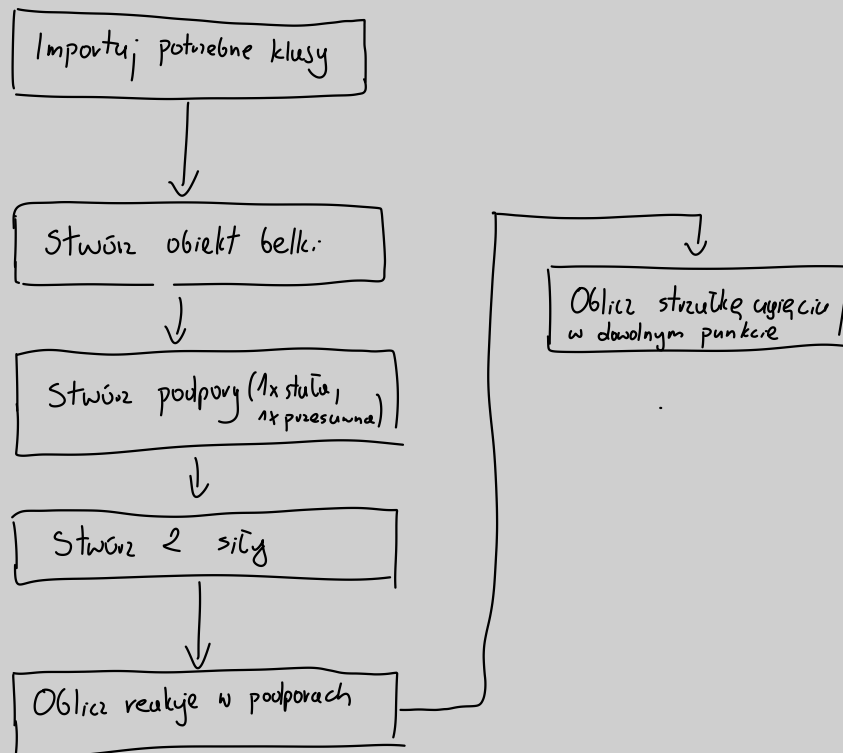 Importuj potrzebne klasy
Stwórz obiekt belki
Stwórz podpory (1x stała,
1x przesuwna)
Stwórz 2 siły
Oblicz reakcje w podporach
Oblicz strzałkę ugięcia
w dowolnym punkcie